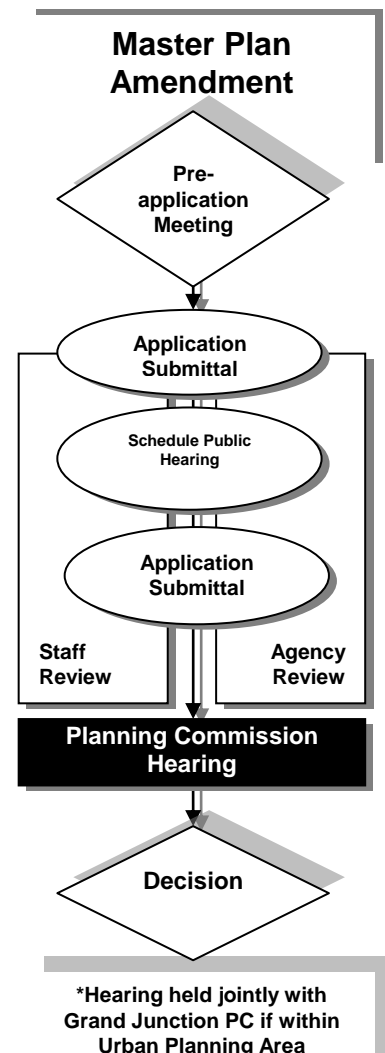 Master Plan
Amendment
Pre-
application
Meeting
Application
Submittal
Schedule Public
Hearing
Application
Submittal
Staff
Review
Agency
Review
Planning Commission
Hearing
Decision
*Hearing held jointly with
Grand Junction PC if within
Urban Planning Area